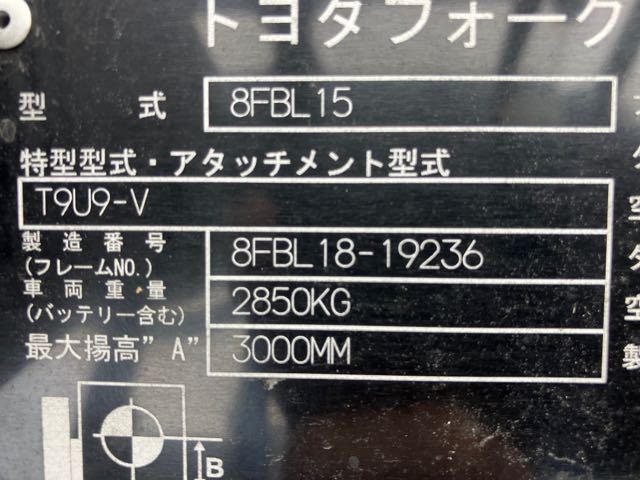 トヨタフォーク
型 式 8FBL15
特型型式・アタッチメント型式
T9U9-V
製造番号 8FBL18-19236
(フレームNO.)
車両重量 2850KG
(バッテリー含む)
最大揚高"A" 3000MM
B